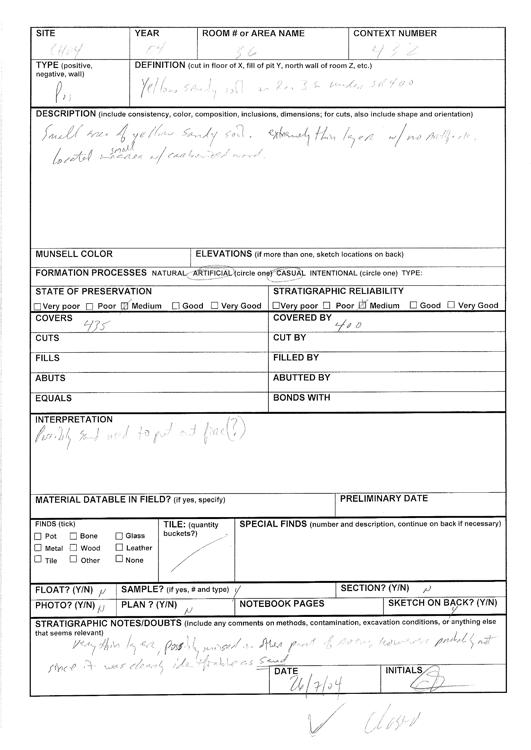 SITE YEAR ROOM # or AREA NAME CONTEXT NUMBER
CH04 36 432
TYPE (positive, negative, wall) DEFINITION (cut in floor of X, fill of pit Y, north wall of room Z, etc.)
Yellow sandy soil in 36 under SU 400
DESCRIPTION (include consistency, color, composition, inclusions, dimensions; for cuts, also include shape and orientation)
Small area of yellow sandy soil. extremely thin layer w/ no
located small w/ carbonized wood.
MUNSELL COLOR ELEVATIONS (if more than one, sketch locations on back)
FORMATION PROCESSES NATURAL ARTIFICIAL (circle one) CASUAL INTENTIONAL (circle one) TYPE:
STATE OF PRESERVATION STRATIGRAPHIC RELIABILITY
Very poor Poor Medium Good Very Good Very poor Poor Medium Good Very Good
COVERS 435 COVERED BY 400
CUTS CUT BY
FILLS FILLED BY
ABUTS ABUTTED BY
EQUALS BONDS WITH
INTERPRETATION
Possibly sand used to put out fire(?)
MATERIAL DATABLE IN FIELD? (if yes, specify) PRELIMINARY DATE
FINDS (tick) TILE: (quantity buckets?) SPECIAL FINDS (number and description, continue on back if necessary)
Pot Bone Glass
Metal Wood Leather
Tile Other None
FLOAT? (Y/N) N SAMPLE? (if yes, # and type) SECTION? (Y/N) N
PHOTO? (Y/N) N PLAN ? (Y/N) N NOTEBOOK PAGES SKETCH ON BACK? (Y/N)
STRATIGRAPHIC NOTES/DOUBTS (include any comments on methods, contamination, excavation conditions, or anything else that seems relevant)
Very thin layer, possibly missed in other part of room, however probably not
since it was clearly identifiable as sand
DATE INITIALS
26/7/04
Closed